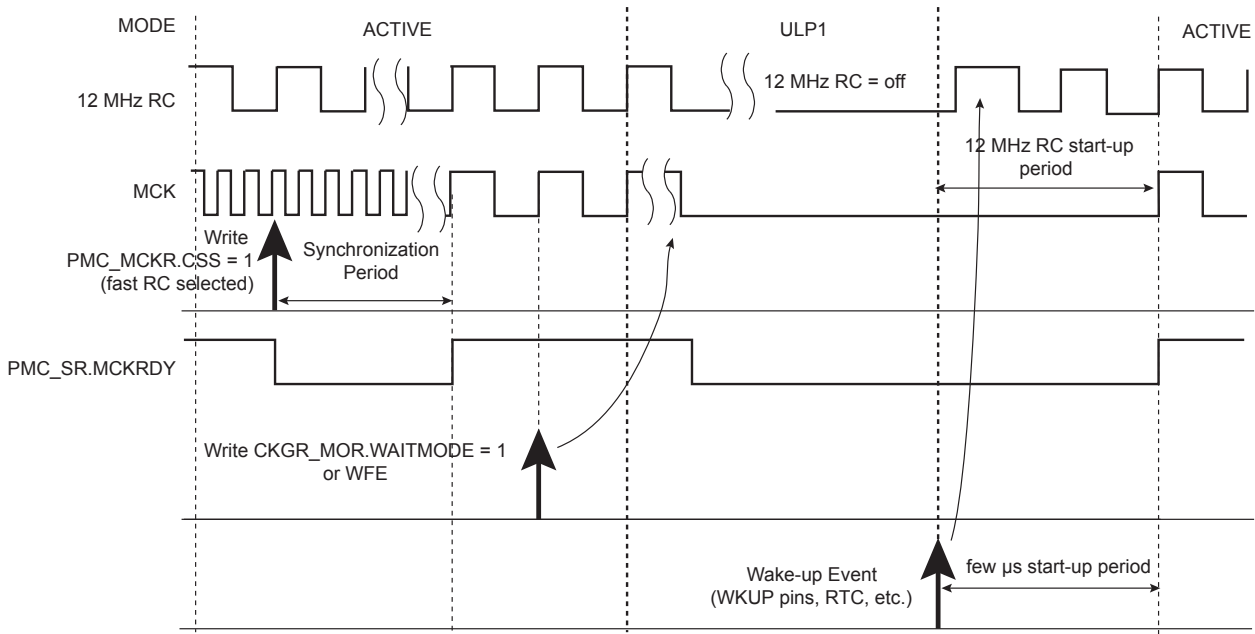 MODE
ACTIVE
ULP1
ACTIVE
12 MHz RC
12 MHz RC = off
12 MHz RC start-up
period
MCK
Write
PMC_MCKR.CSS = 1
(fast RC selected)
Synchronization
Period
PMC_SR.MCKRDY
Write CKGR_MOR.WAITMODE = 1
or WFE
Wake-up Event
(WKUP pins, RTC, etc.)
few µs start-up period